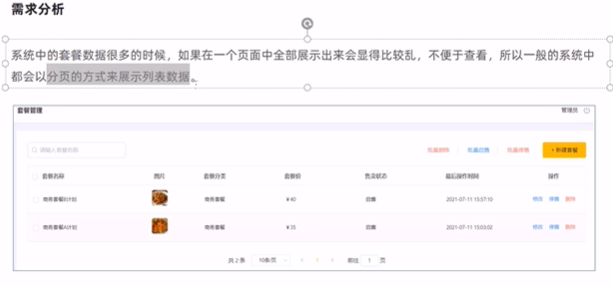 需求分析
系统中的套餐数据很多的时候，如果在一个页面中全部展示出来会显得比较乱，不便于查看，所以一般的系统中
都会以分页的方式来展示列表数据。
套餐管理 管理员
请输入套餐名称 批量删除 批量启售 批量停售 + 新建套餐
套餐名称 图片 套餐分类 套餐价 售卖状态 最后操作时间 操作
商务套餐B计划 商务套餐 ¥ 40 启售 2021-07-11 15:57:10 修改 停售 删除
商务套餐A计划 商务套餐 ¥ 35 启售 2021-07-11 15:03:02 修改 停售 删除
共 2 条 10条/页 1 前往 1 页